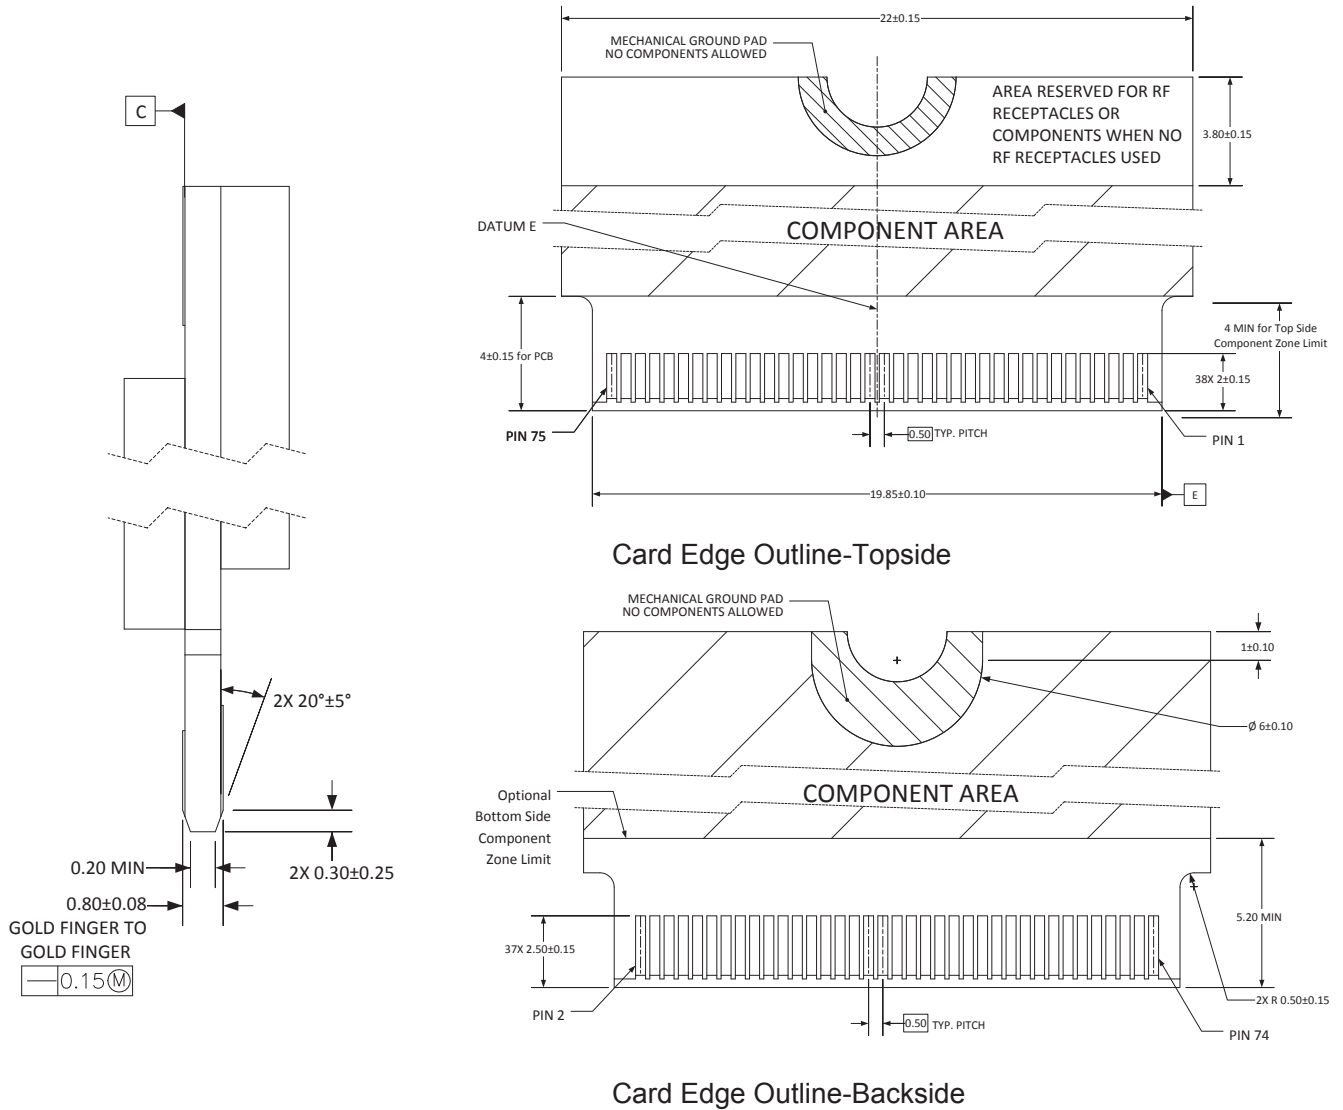 C
2X 20°±5°
0.20 MIN
2X 0.30±0.25
0.80±0.08
GOLD FINGER TO
GOLD FINGER
0.15Ⓜ
22±0.15
MECHANICAL GROUND PAD
NO COMPONENTS ALLOWED
AREA RESERVED FOR RF
RECEPTACLES OR
COMPONENTS WHEN NO
RF RECEPTACLES USED
3.80±0.15
DATUM E
COMPONENT AREA
4±0.15 for PCB
4 MIN for Top Side
Component Zone Limit
38X 2±0.15
PIN 75
0.50 TYP. PITCH
PIN 1
19.85±0.10
E
Card Edge Outline-Topside
MECHANICAL GROUND PAD
NO COMPONENTS ALLOWED
1±0.10
Ø 6±0.10
COMPONENT AREA
Optional
Bottom Side
Component
Zone Limit
5.20 MIN
37X 2.50±0.15
2X R 0.50±0.15
PIN 2
0.50 TYP. PITCH
PIN 74
Card Edge Outline-Backside